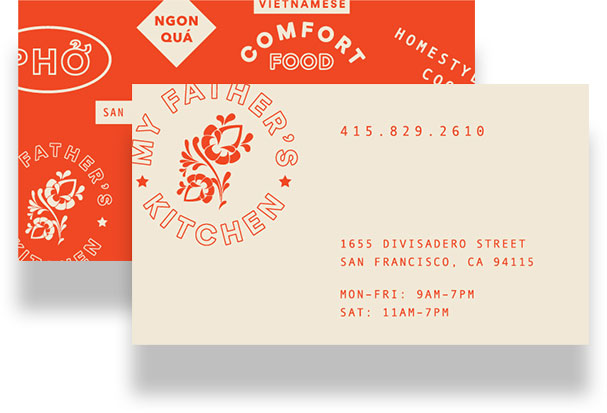 VIETNAMESE
NGON
QUÁ
COMFORT
FOOD
PHỞ
HOMESTYLE
SAN
FATHER'S
KITCHEN
MY FATHER'S
KITCHEN
415.829.2610
1655 DIVISADERO STREET
SAN FRANCISCO, CA 94115
MON-FRI: 9AM-7PM
SAT: 11AM-7PM